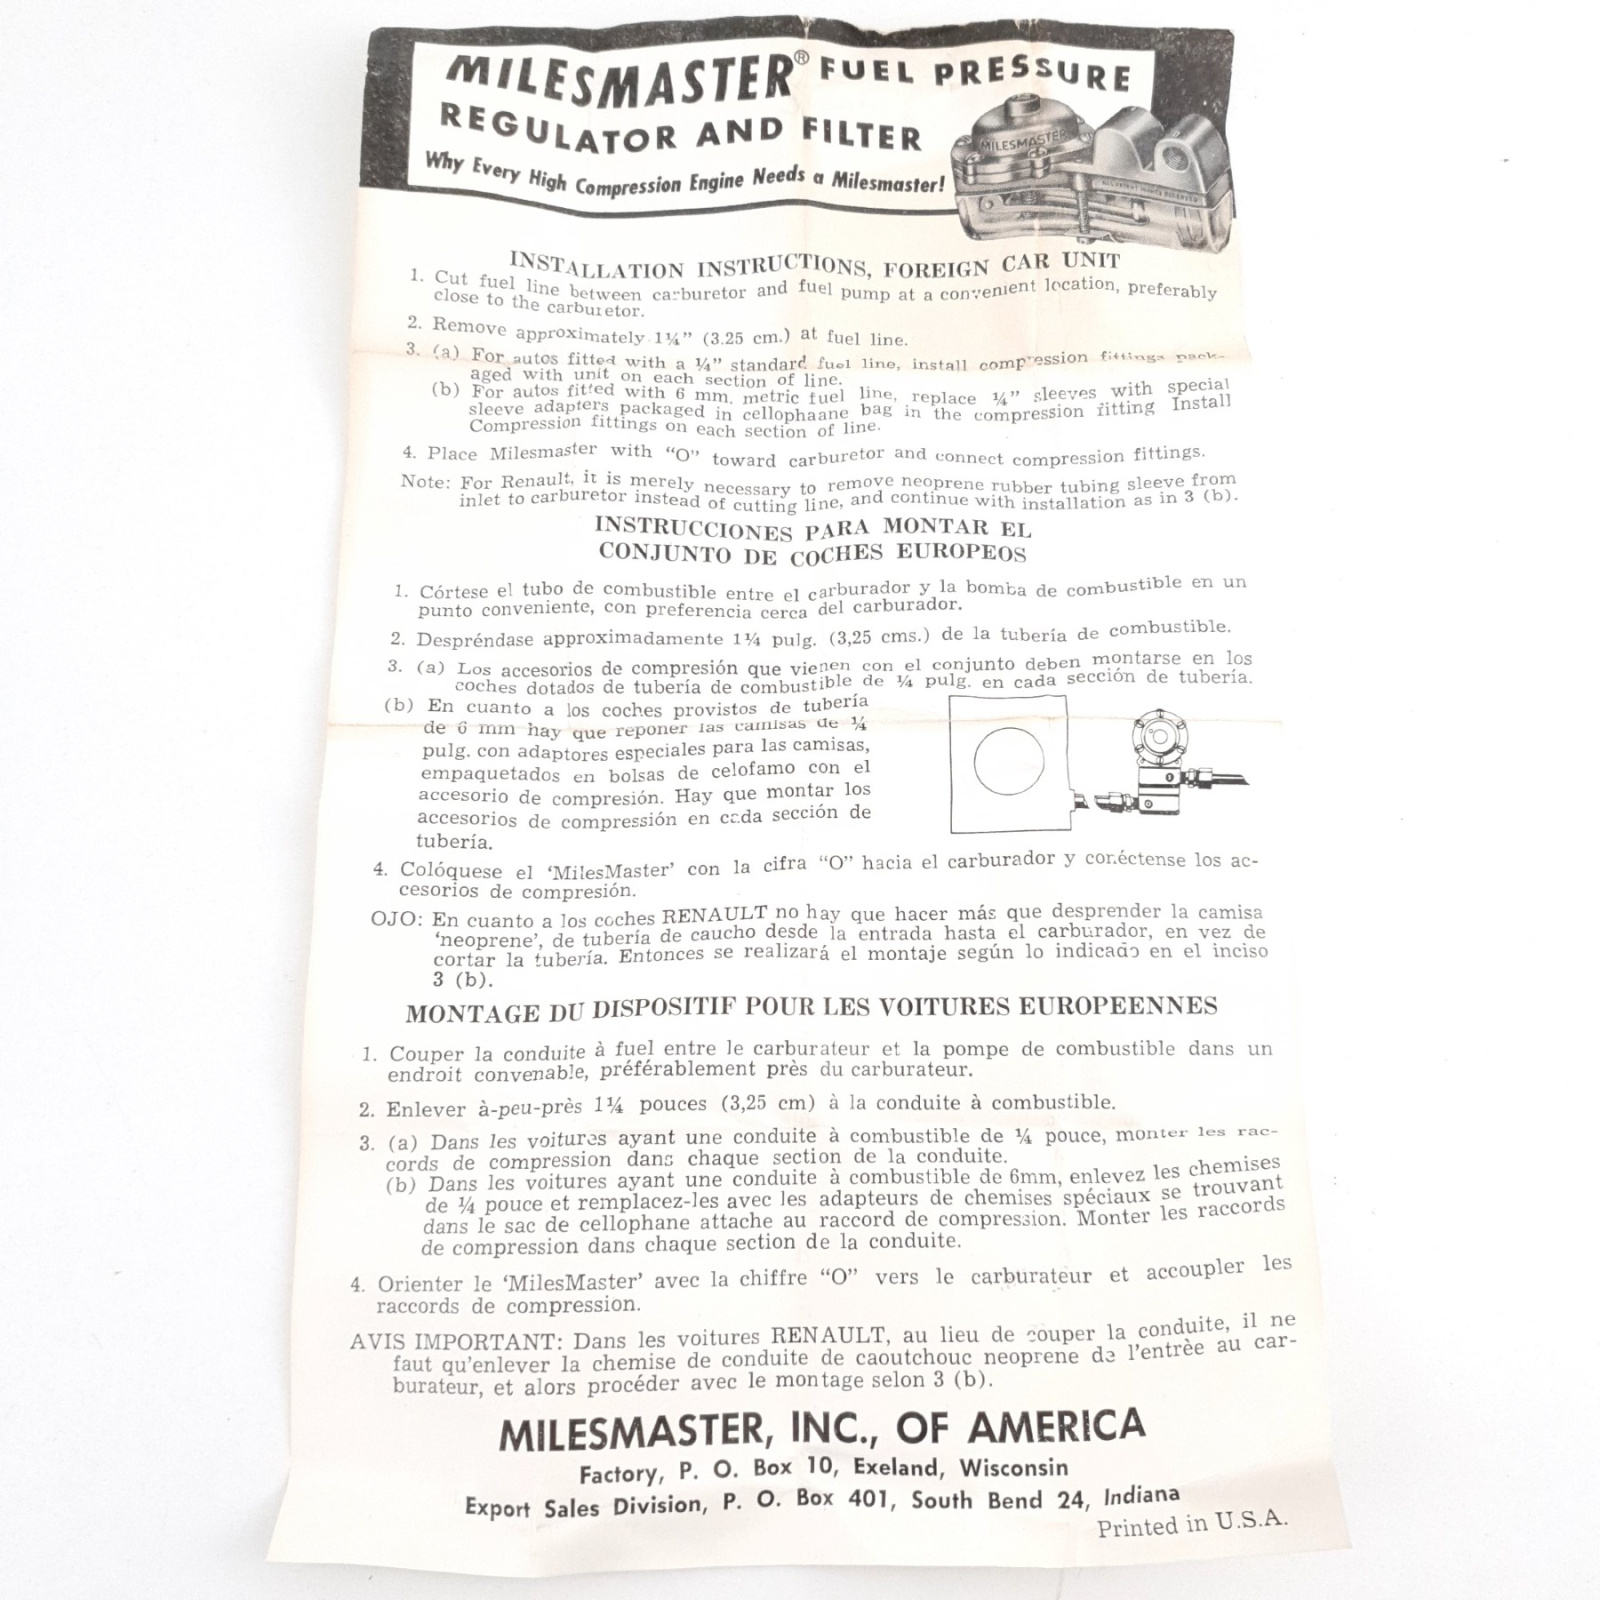 MILESMASTER® FUEL PRESSURE
REGULATOR AND FILTER
Why Every High Compression Engine Needs a Milesmaster!
MILESMASTER
INSTALLATION INSTRUCTIONS, FOREIGN CAR UNIT
1. Cut fuel line between carburetor and fuel pump at a convenient location, preferably
close to the carburetor.
2. Remove approximately 1¼” (3.25 cm.) at fuel line.
3. (a) For autos fitted with a ¼” standard fuel line, install compression fittings pack-
aged with unit on each section of line.
(b) For autos fitted with 6 mm. metric fuel line, replace ¼” sleeves with special
sleeve adapters packaged in cellophaane bag in the compression fitting Install
Compression fittings on each section of line.
4. Place Milesmaster with “O” toward carburetor and connect compression fittings.
Note: For Renault, it is merely necessary to remove neoprene rubber tubing sleeve from
inlet to carburetor instead of cutting line, and continue with installation as in 3 (b).
INSTRUCCIONES PARA MONTAR EL
CONJUNTO DE COCHES EUROPEOS
1. Córtese el tubo de combustible entre el carburador y la bomba de combustible en un
punto conveniente, con preferencia cerca del carburador.
2. Despréndase approximadamente 1¼ pulg. (3,25 cms.) de la tubería de combustible.
3. (a) Los accesorios de compresión que vienen con el conjunto deben montarse en los
coches dotados de tubería de combustible de ¼ pulg. en cada sección de tubería.
(b) En cuanto a los coches provistos de tubería
de 6 mm hay que reponer las camisas de ¼
pulg. con adaptores especiales para las camisas,
empaquetados en bolsas de celofamo con el
accesorio de compresión. Hay que montar los
accesorios de compresión en cada sección de
tubería.
4. Colóquese el ‘MilesMaster’ con la cifra “O” hacia el carburador y conéctense los ac-
cesorios de compresión.
OJO: En cuanto a los coches RENAULT no hay que hacer más que desprender la camisa
‘neoprene’, de tubería de caucho desde la entrada hasta el carburador, en vez de
cortar la tubería. Entonces se realizará el montaje según lo indicado en el inciso
3 (b).
MONTAGE DU DISPOSITIF POUR LES VOITURES EUROPEENNES
1. Couper la conduite à fuel entre le carburateur et la pompe de combustible dans un
endroit convenable, préférablement près du carburateur.
2. Enlever à-peu-près 1¼ pouces (3,25 cm) à la conduite à combustible.
3. (a) Dans les voitures ayant une conduite à combustible de ¼ pouce, monter les rac-
cords de compression dans chaque section de la conduite.
(b) Dans les voitures ayant une conduite à combustible de 6mm, enlevez les chemises
de ¼ pouce et remplacez-les avec les adapteurs de chemises spéciaux se trouvant
dans le sac de cellophane attache au raccord de compression. Monter les raccords
de compression dans chaque section de la conduite.
4. Orienter le ‘MilesMaster’ avec la chiffre “O” vers le carburateur et accoupler les
raccords de compression.
AVIS IMPORTANT: Dans les voitures RENAULT, au lieu de couper la conduite, il ne
faut qu’enlever la chemise de conduite de caoutchouc neoprene de l’entrèe au car-
burateur, et alors procéder avec le montage selon 3 (b).
MILESMASTER, INC., OF AMERICA
Factory, P. O. Box 10, Exeland, Wisconsin
Export Sales Division, P. O. Box 401, South Bend 24, Indiana
Printed in U.S.A.